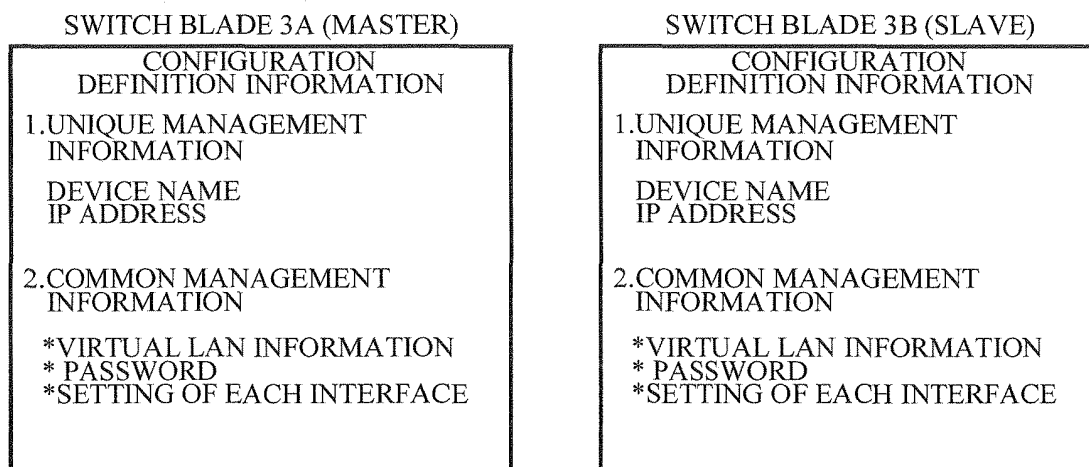 SWITCH BLADE 3A (MASTER)
CONFIGURATION
DEFINITION INFORMATION
1.UNIQUE MANAGEMENT
INFORMATION
DEVICE NAME
IP ADDRESS
2.COMMON MANAGEMENT
INFORMATION
*VIRTUAL LAN INFORMATION
* PASSWORD
*SETTING OF EACH INTERFACE
SWITCH BLADE 3B (SLAVE)
CONFIGURATION
DEFINITION INFORMATION
1.UNIQUE MANAGEMENT
INFORMATION
DEVICE NAME
IP ADDRESS
2.COMMON MANAGEMENT
INFORMATION
*VIRTUAL LAN INFORMATION
* PASSWORD
*SETTING OF EACH INTERFACE